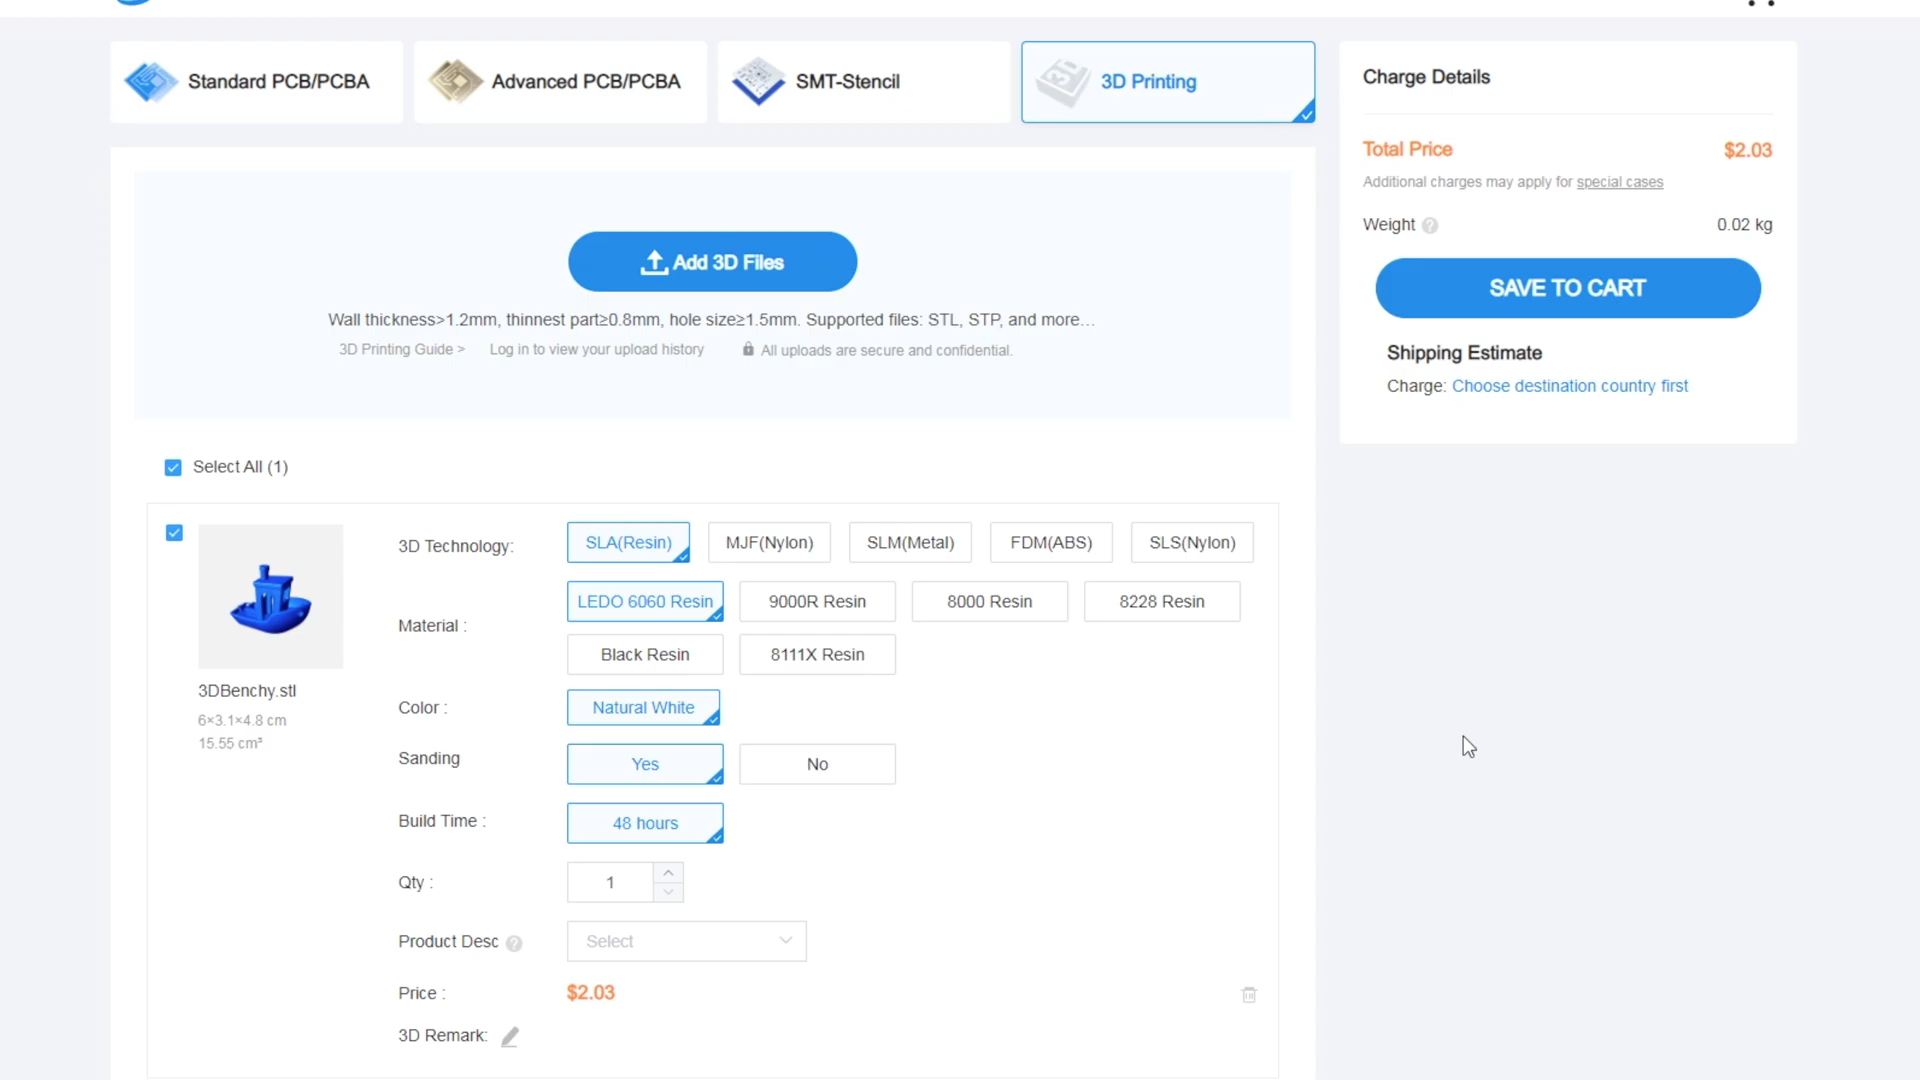 Standard PCB/PCBA
Advanced PCB/PCBA
SMT-Stencil
3D Printing
Add 3D Files
Wall thickness>1.2mm, thinnest part≥0.8mm, hole size≥1.5mm. Supported files: STL, STP, and more...
3D Printing Guide > Log in to view your upload history All uploads are secure and confidential.
Select All (1)
3DBenchy.stl
6×3.1×4.8 cm
15.55 cm³
3D Technology: SLA(Resin) MJF(Nylon) SLM(Metal) FDM(ABS) SLS(Nylon)
Material : LEDO 6060 Resin 9000R Resin 8000 Resin 8228 Resin
Black Resin 8111X Resin
Color : Natural White
Sanding Yes No
Build Time : 48 hours
Qty : 1
Product Desc ? Select
Price : $2.03
3D Remark:
Charge Details
Total Price $2.03
Additional charges may apply for special cases
Weight ? 0.02 kg
SAVE TO CART
Shipping Estimate
Charge: Choose destination country first